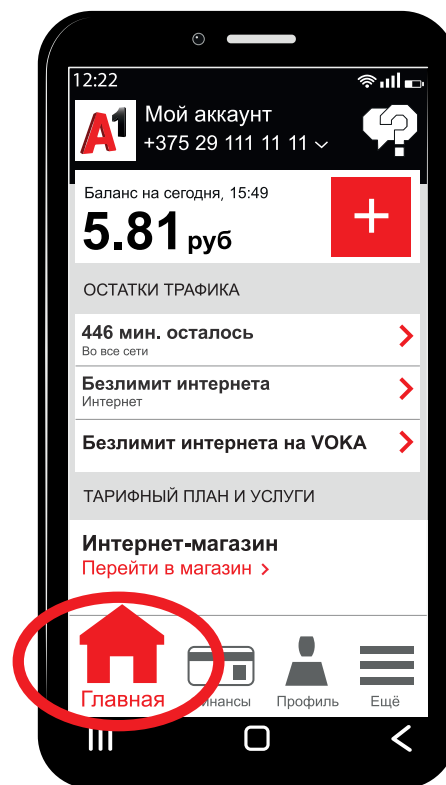 12:22
A1
Мой аккаунт
+375 29 111 11 11
Баланс на сегодня, 15:49
5.81 руб
+
ОСТАТКИ ТРАФИКА
446 мин. осталось
Во все сети
Безлимит интернета
Интернет
Безлимит интернета на VOKA
ТАРИФНЫЙ ПЛАН И УСЛУГИ
Интернет-магазин
Перейти в магазин >
Главная
инансы
Профиль
Ещё